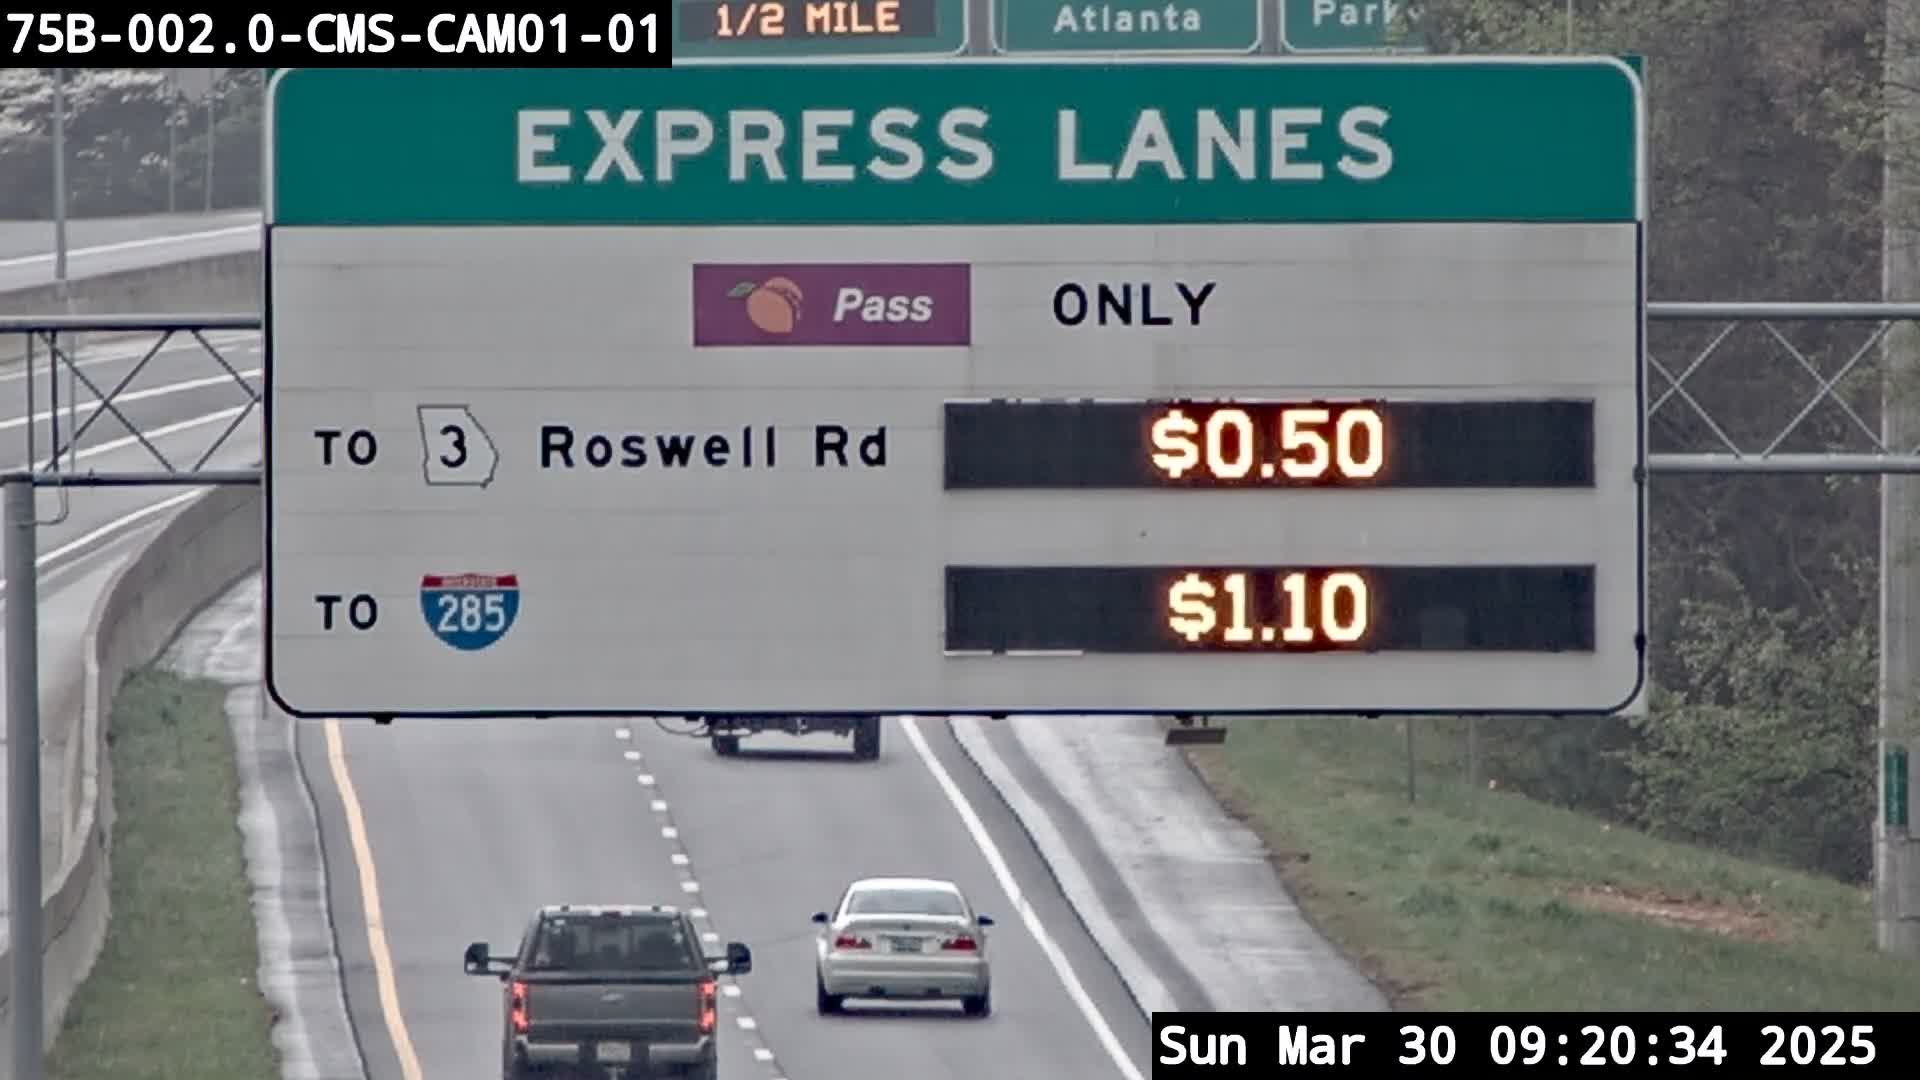 75B-002.0-CMS-CAM01-01
1/2 MILE
Atlanta
EXPRESS LANES
Pass ONLY
TO 3 Roswell Rd $0.50
INTERSTATE
TO 285 $1.10
Sun Mar 30 09:20:34 2025